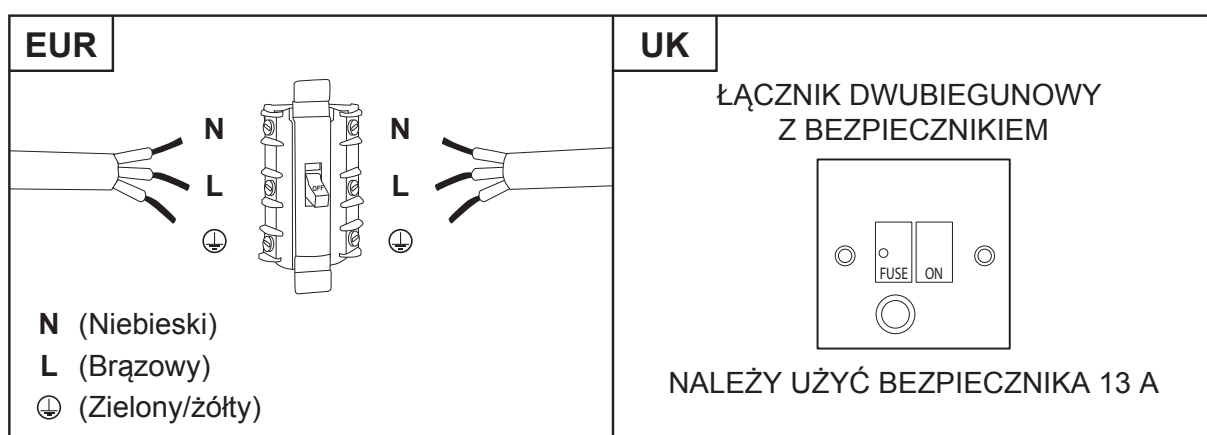 EUR
N
L
N
L
OFF
N (Niebieski)
L (Brązowy)
(Zielony/żółty)
UK
ŁĄCZNIK DWUBIEGUNOWY
Z BEZPIECZNIKIEM
FUSE ON
NALEŻY UŻYĆ BEZPIECZNIKA 13 A